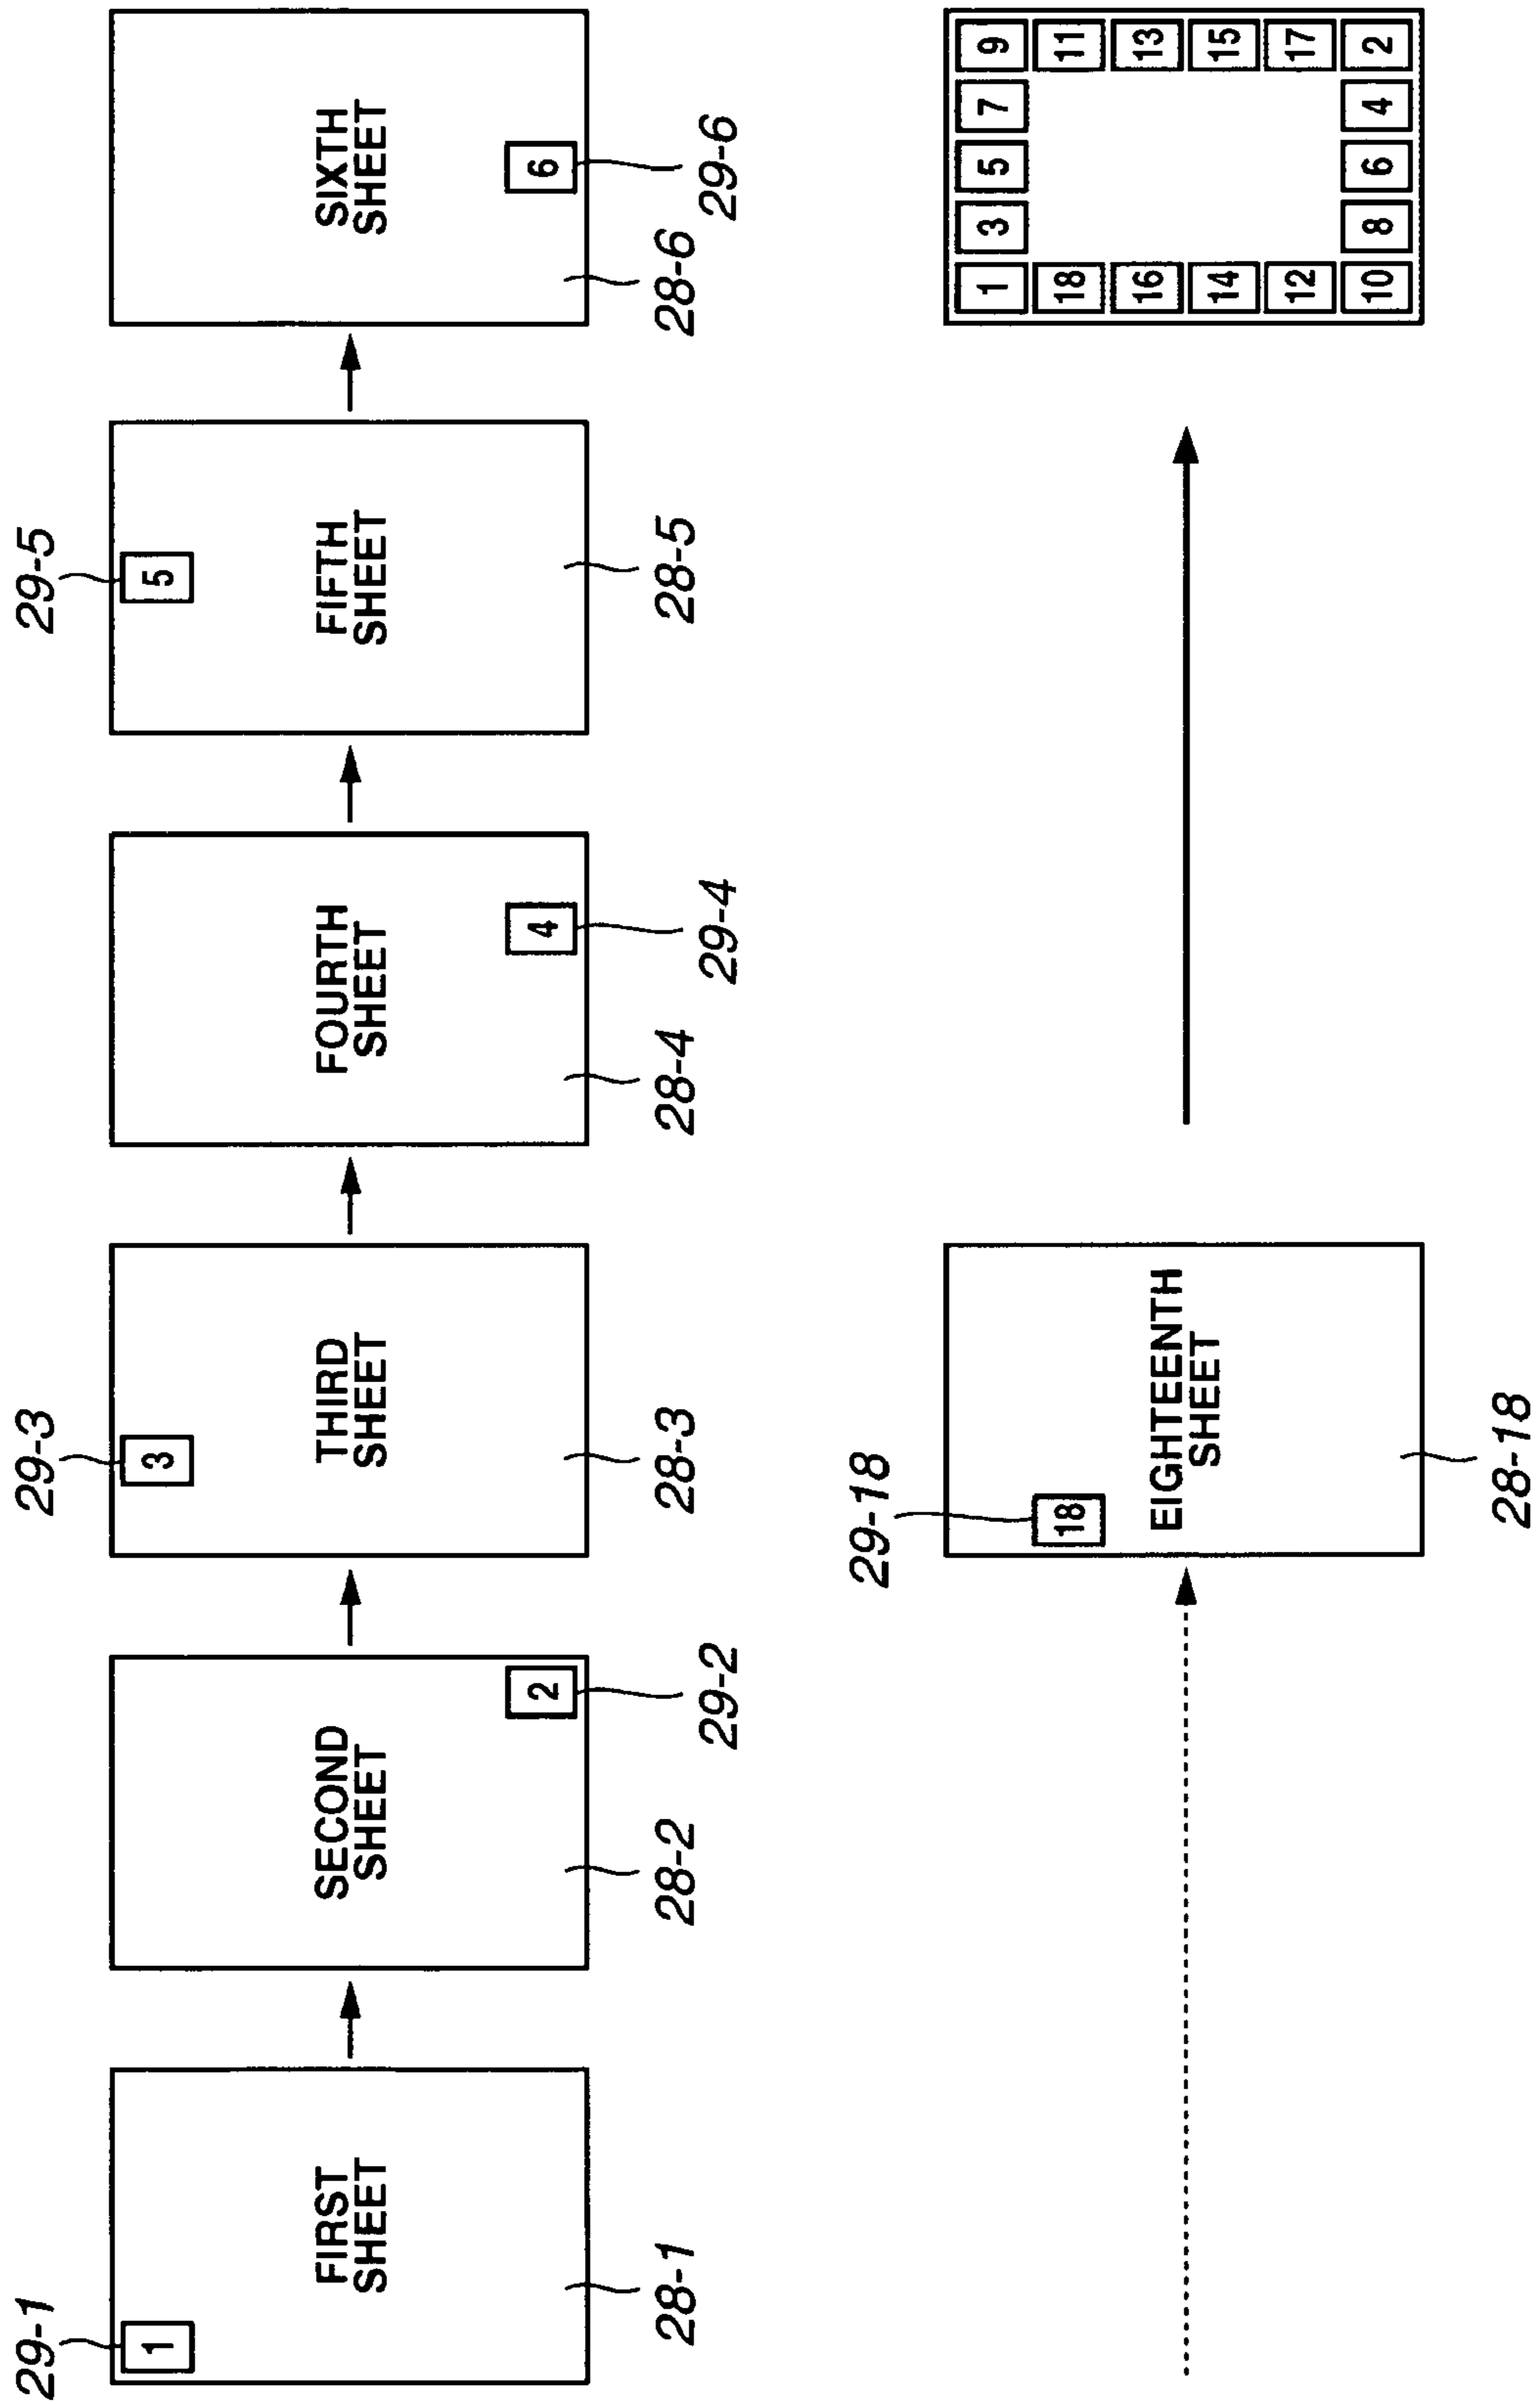 29-1
1
FIRST
SHEET
28-1
SECOND
SHEET
2
28-2
29-2
29-3
3
THIRD
SHEET
28-3
FOURTH
SHEET
4
28-4
29-4
29-5
5
FIFTH
SHEET
28-5
SIXTH
SHEET
6
28-6
29-6
29-18
18
EIGHTEENTH
SHEET
28-18
1 3 5 7 9
18 11
16 13
14 15
12 17
10 8 6 4 2